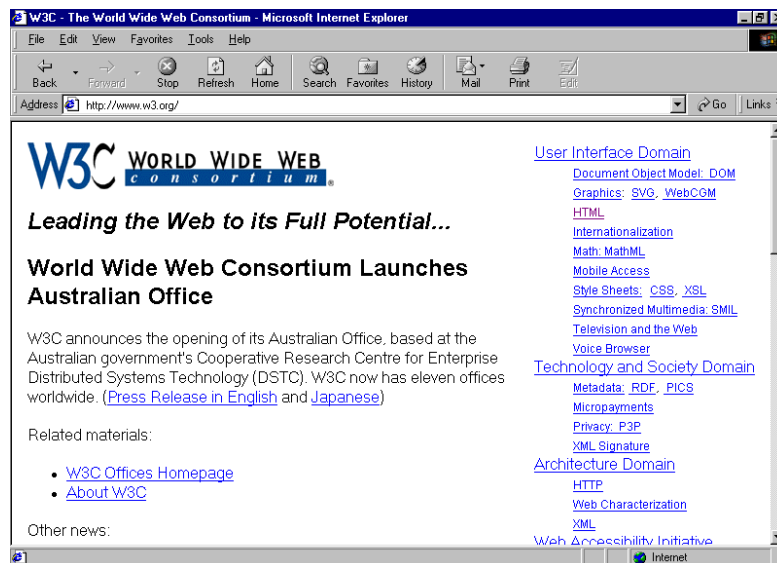 W3C - The World Wide Web Consortium - Microsoft Internet Explorer
File Edit View Favorites Tools Help
Back Forward Stop Refresh Home Search Favorites History Mail Print Edit
Address http://www.w3.org/ Go Links
W3C WORLD WIDE WEB
consortium®
Leading the Web to its Full Potential...
World Wide Web Consortium Launches
Australian Office
W3C announces the opening of its Australian Office, based at the
Australian government's Cooperative Research Centre for Enterprise
Distributed Systems Technology (DSTC). W3C now has eleven offices
worldwide. (Press Release in English and Japanese)
Related materials:
• W3C Offices Homepage
• About W3C
Other news:
User Interface Domain
Document Object Model: DOM
Graphics: SVG, WebCGM
HTML
Internationalization
Math: MathML
Mobile Access
Style Sheets: CSS, XSL
Synchronized Multimedia: SMIL
Television and the Web
Voice Browser
Technology and Society Domain
Metadata: RDF, PICS
Micropayments
Privacy: P3P
XML Signature
Architecture Domain
HTTP
Web Characterization
XML
Web Accessibility Initiative
Internet